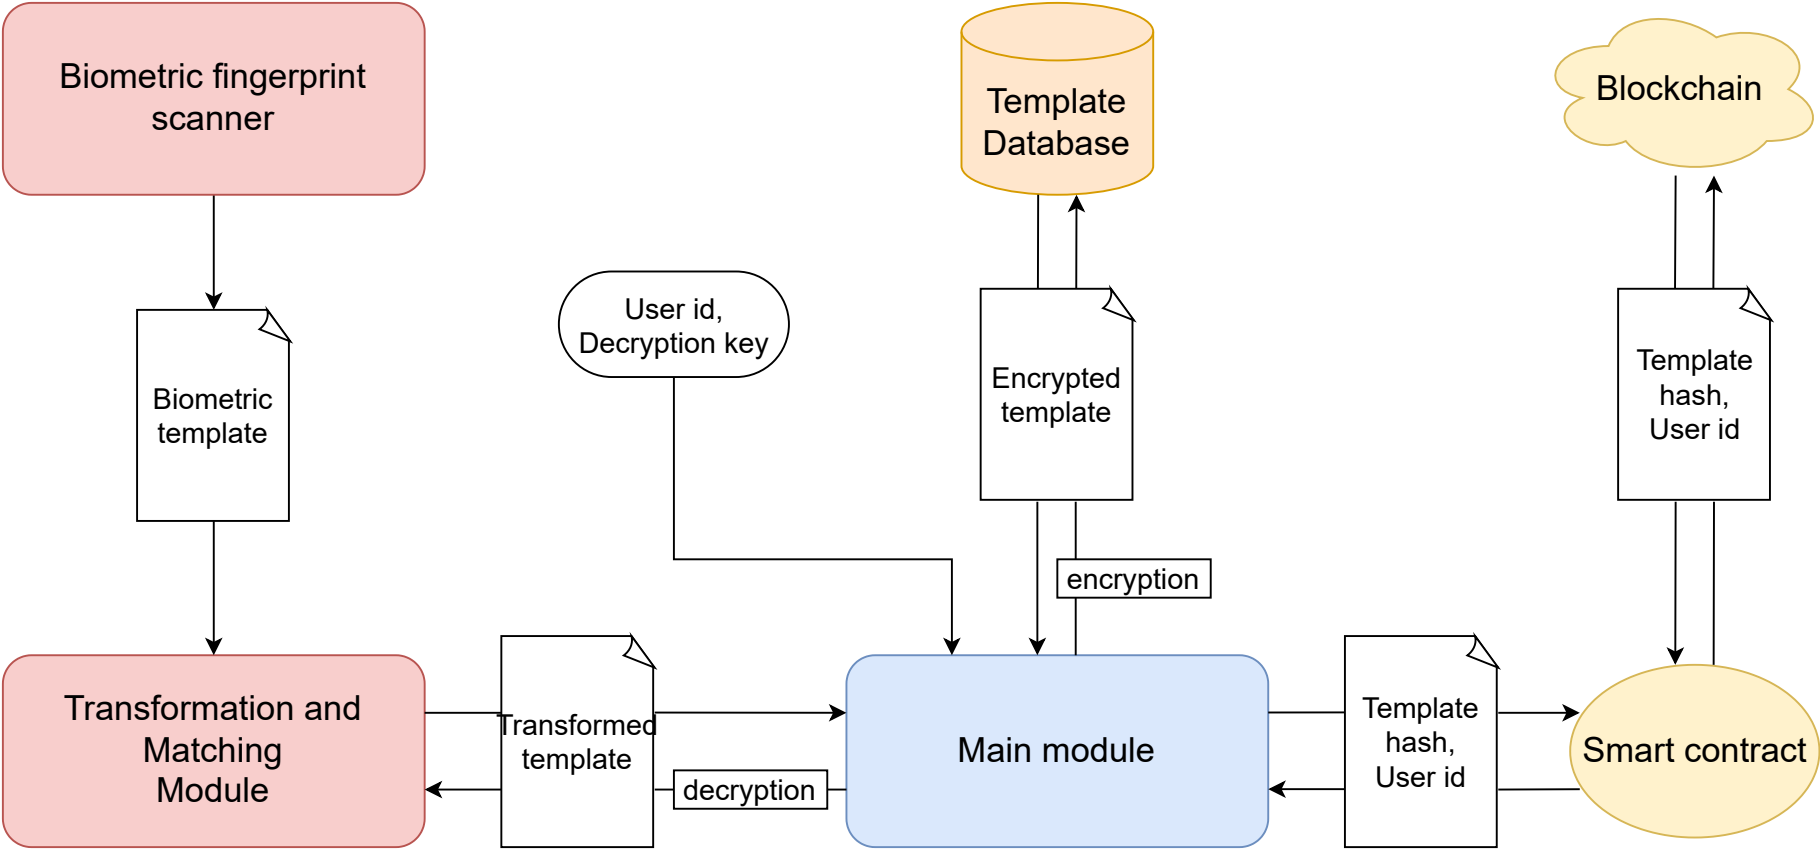 Biometric fingerprint
scanner
Template
Database
Blockchain
User id,
Decryption key
Biometric
template
Encrypted
template
Template
hash,
User id
encryption
Transformation and
Matching
Module
Transformed
template
decryption
Main module
Template
hash,
User id
Smart contract